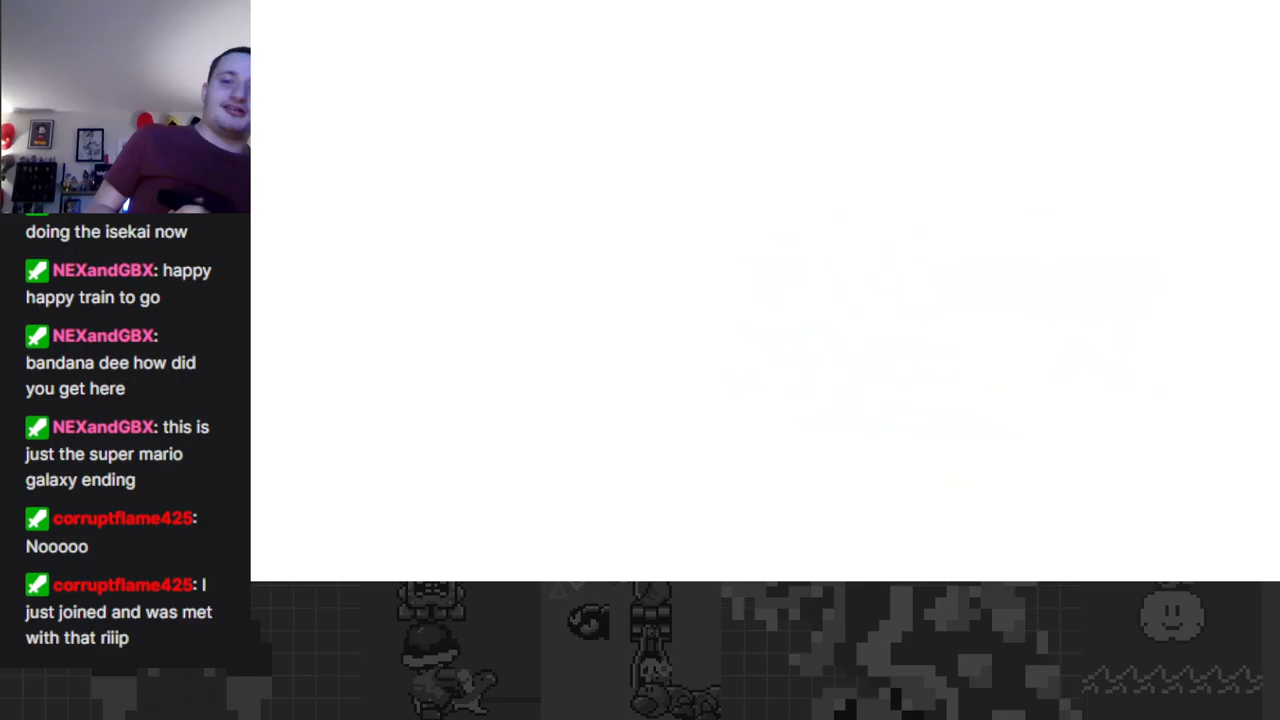 doing the isekai now
NEXandGBX: happy
happy train to go
NEXandGBX:
bandana dee how did
you get here
NEXandGBX: this is
just the super mario
galaxy ending
corruptflame425:
Nooooo
corruptflame425: I
just joined and was met
with that riiip